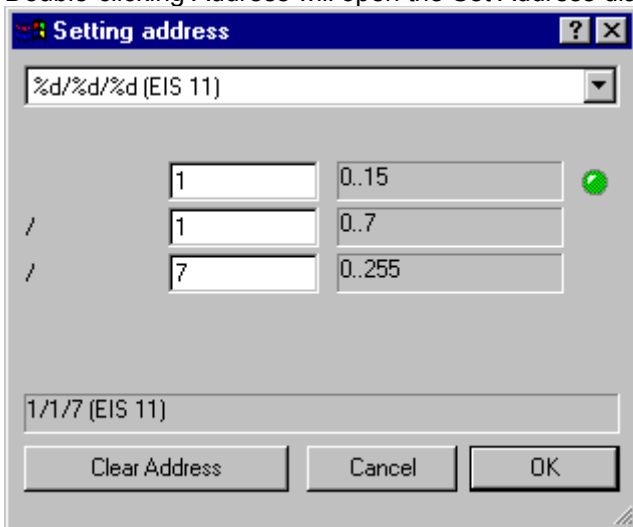 Double-clicking Address will open the Set Address dia
Setting address
%d/%d/%d (EIS 11)
1 0..15
/ 1 0..7
/ 7 0..255
1/1/7 (EIS 11)
Clear Address Cancel OK